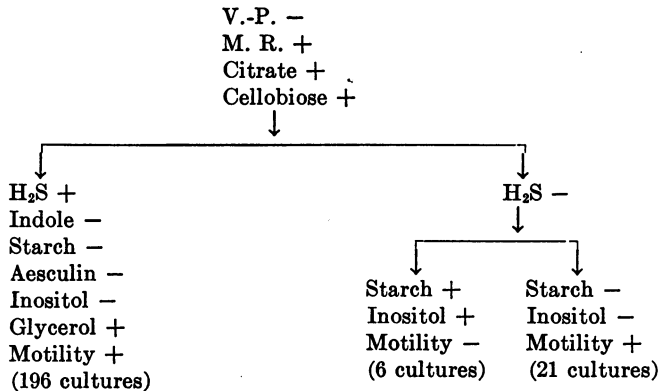 V.-P. −
M. R. +
Citrate +
Cellobiose +
H₂S +
Indole −
Starch −
Aesculin −
Inositol −
Glycerol +
Motility +
(196 cultures)
H₂S −
Starch +
Inositol +
Motility −
(6 cultures)
Starch −
Inositol −
Motility +
(21 cultures)